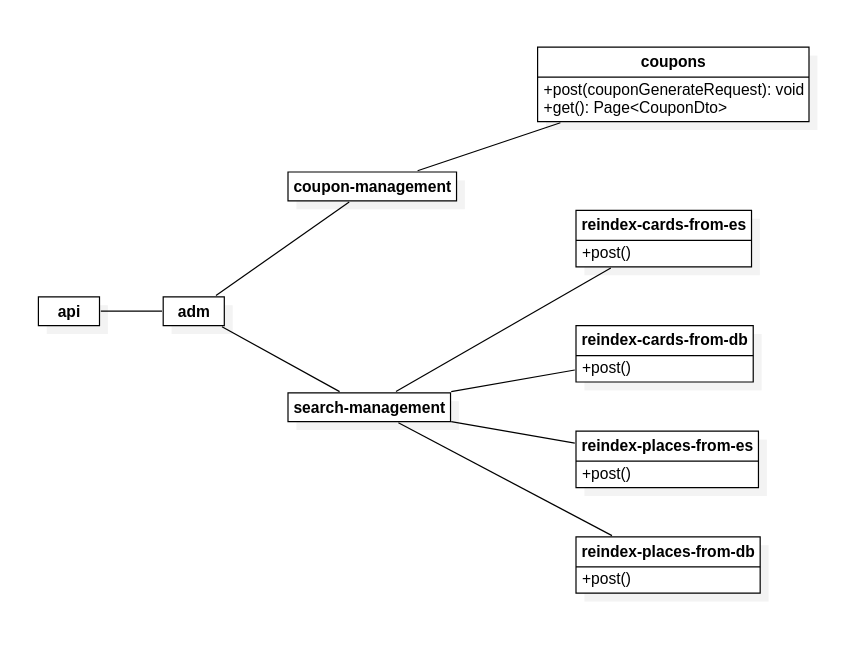 coupons
+post(couponGenerateRequest): void
+get(): Page<CouponDto>
coupon-management
reindex-cards-from-es
+post()
api
adm
reindex-cards-from-db
+post()
search-management
reindex-places-from-es
+post()
reindex-places-from-db
+post()